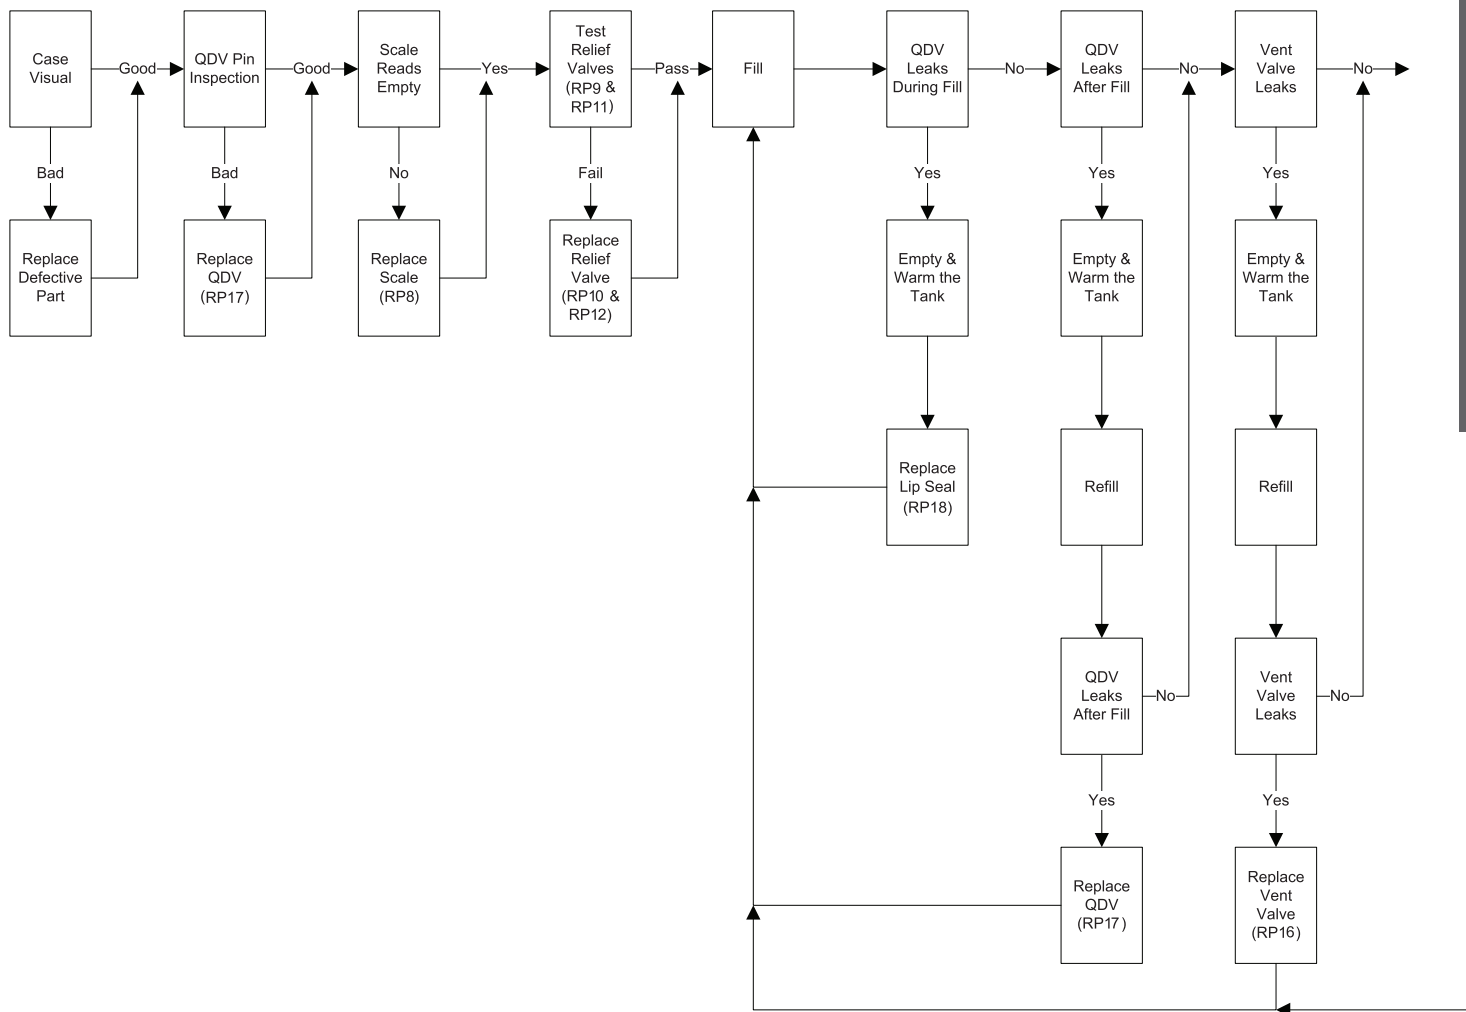 Case
Visual
Good
QDV Pin
Inspection
Good
Scale
Reads
Empty
Yes
Test
Relief
Valves
(RP9 &
RP11)
Pass
Fill
QDV
Leaks
During Fill
No
QDV
Leaks
After Fill
No
Vent
Valve
Leaks
No
Bad
Bad
No
Fail
Yes
Yes
Yes
Replace
Defective
Part
Replace
QDV
(RP17)
Replace
Scale
(RP8)
Replace
Relief
Valve
(RP10 &
RP12)
Empty &
Warm the
Tank
Empty &
Warm the
Tank
Empty &
Warm the
Tank
Replace
Lip Seal
(RP18)
Refill
Refill
QDV
Leaks
After Fill
No
Vent
Valve
Leaks
No
Yes
Yes
Replace
QDV
(RP17)
Replace
Vent
Valve
(RP16)